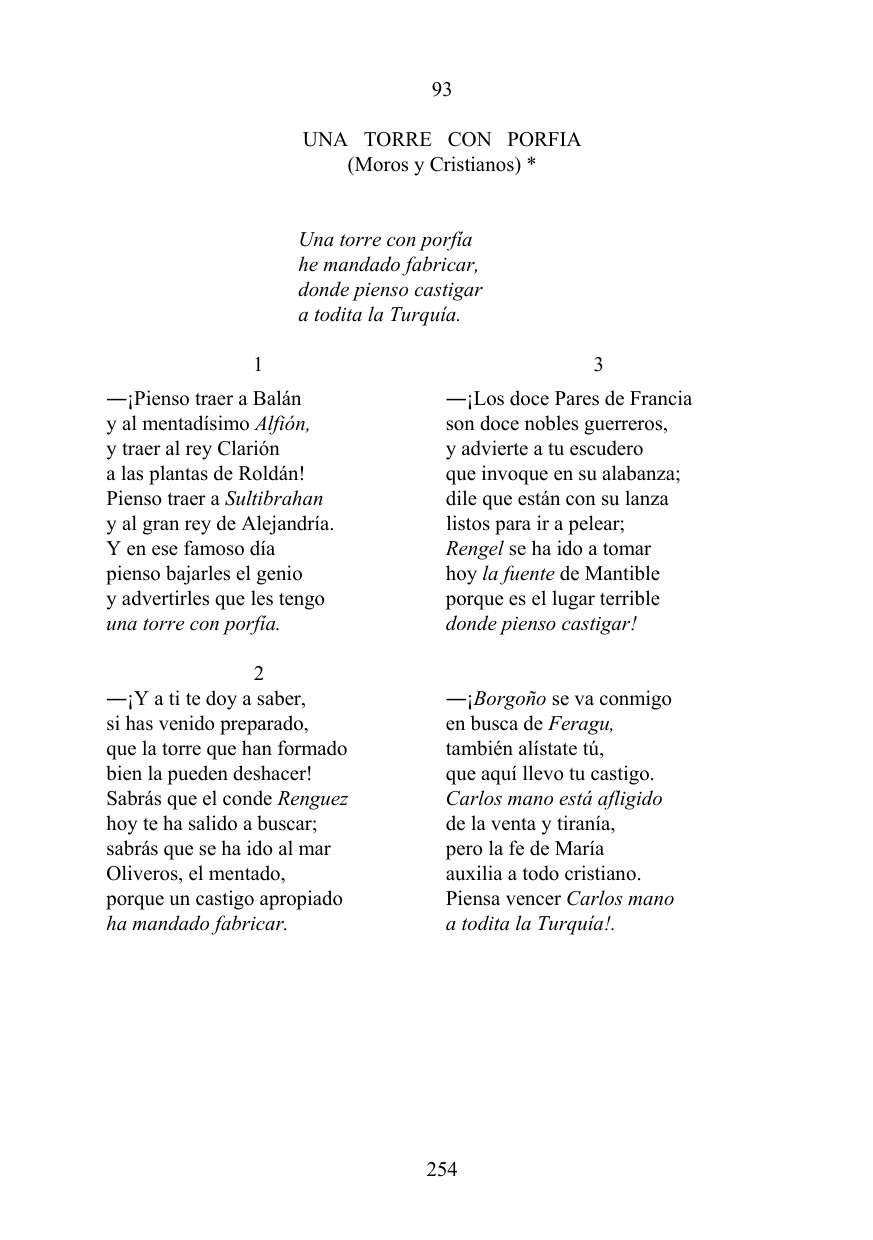 93
UNA TORRE CON PORFIA
(Moros y Cristianos) *
Una torre con porfía
he mandado fabricar,
donde pienso castigar
a todita la Turquía.
1
—¡Pienso traer a Balán
y al mentadísimo Alfión,
y traer al rey Clarión
a las plantas de Roldán!
Pienso traer a Sultibrahan
y al gran rey de Alejandría.
Y en ese famoso día
pienso bajarles el genio
y advertirles que les tengo
una torre con porfía.
2
—¡Y a ti te doy a saber,
si has venido preparado,
que la torre que han formado
bien la pueden deshacer!
Sabrás que el conde Renguez
hoy te ha salido a buscar;
sabrás que se ha ido al mar
Oliveros, el mentado,
porque un castigo apropiado
ha mandado fabricar.
3
—¡Los doce Pares de Francia
son doce nobles guerreros,
y advierte a tu escudero
que invoque en su alabanza;
dile que están con su lanza
listos para ir a pelear;
Rengel se ha ido a tomar
hoy la fuente de Mantible
porque es el lugar terrible
donde pienso castigar!
—¡Borgoño se va conmigo
en busca de Feragu,
también alístate tú,
que aquí llevo tu castigo.
Carlos mano está afligido
de la venta y tiranía,
pero la fe de María
auxilia a todo cristiano.
Piensa vencer Carlos mano
a todita la Turquía!.
254